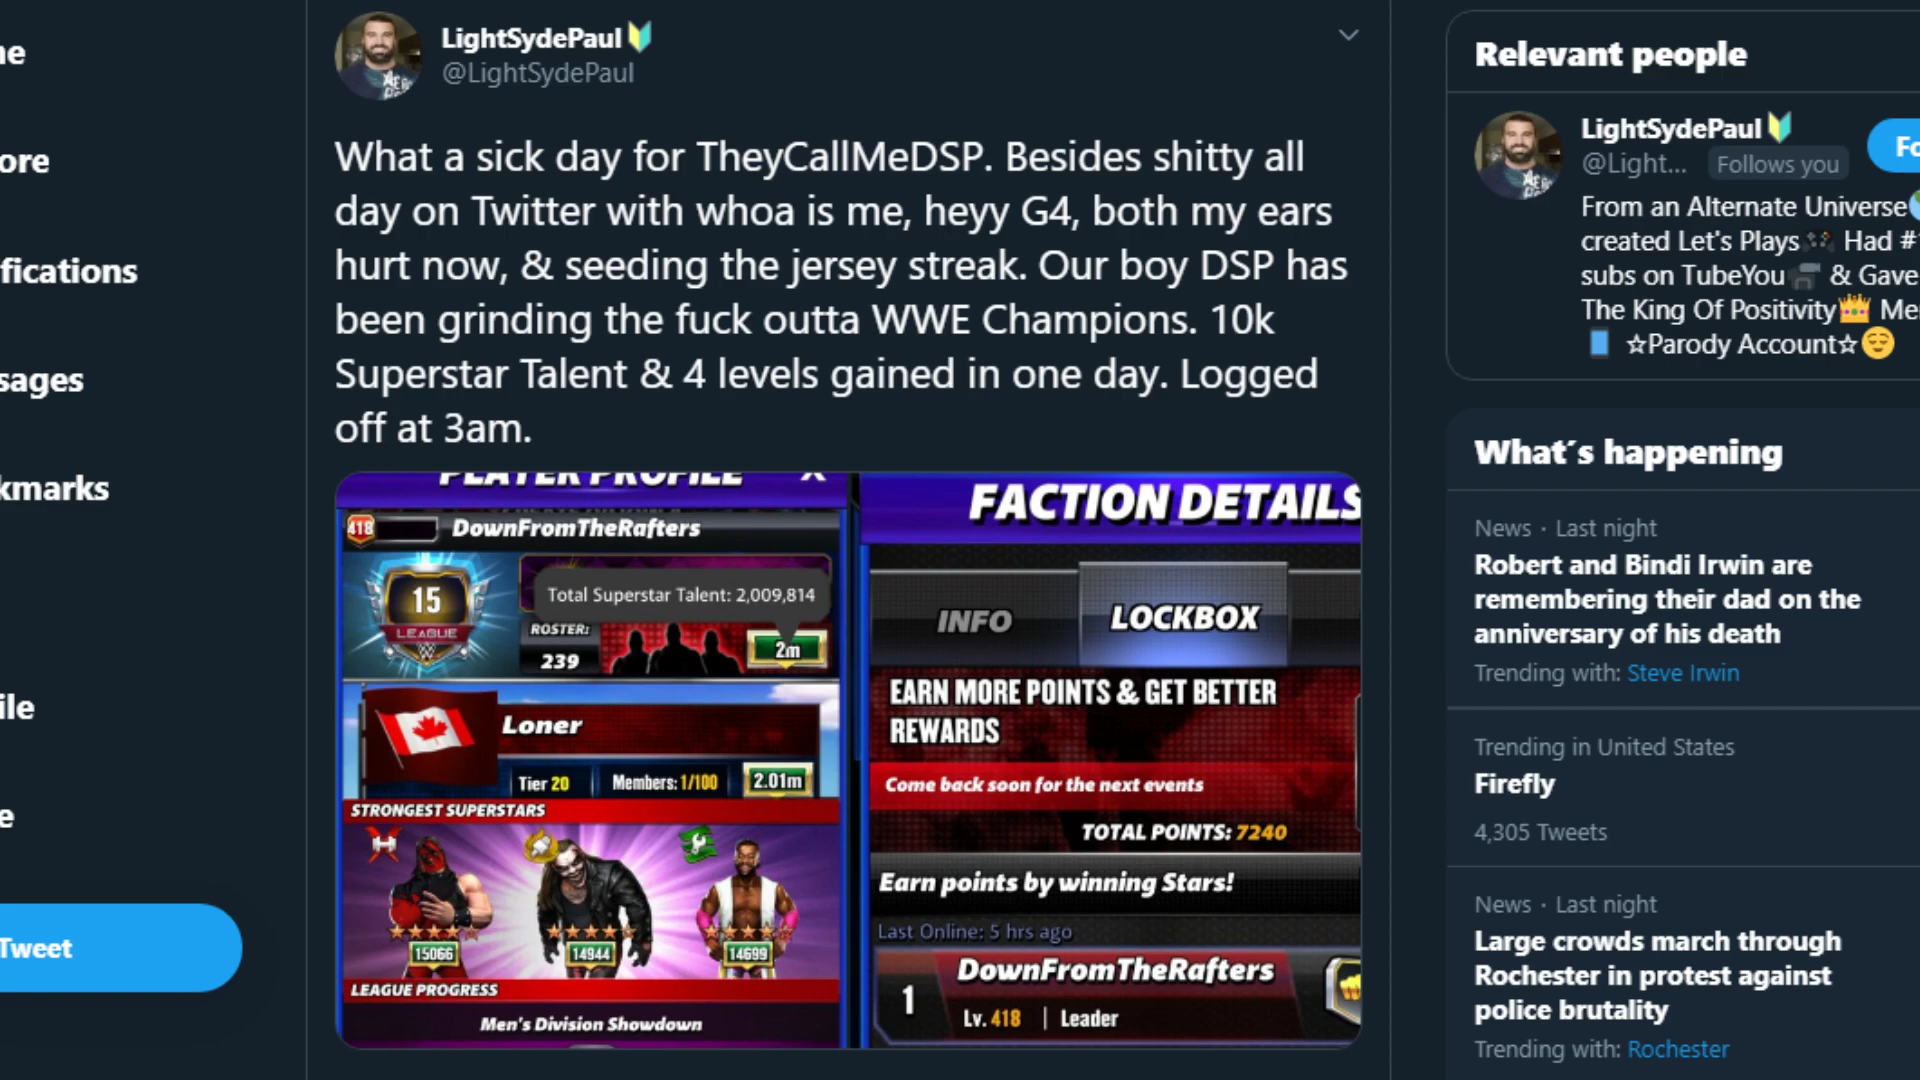 ne
ore
fications
sages
kmarks
ile
e
Tweet
LightSydePaul
@LightSydePaul
What a sick day for TheyCallMeDSP. Besides shitty all
day on Twitter with whoa is me, heyy G4, both my ears
hurt now, & seeding the jersey streak. Our boy DSP has
been grinding the fuck outta WWE Champions. 10k
Superstar Talent & 4 levels gained in one day. Logged
off at 3am.
PLAYER PROFILE X
418 DownFromTheRafters
15
LEAGUE
Total Superstar Talent: 2,009,814
ROSTER:
239
2m
Loner
Tier 20 Members: 1/100 2.01m
STRONGEST SUPERSTARS
15066 14944 14699
LEAGUE PROGRESS
Men's Division Showdown
FACTION DETAILS
INFO LOCKBOX
EARN MORE POINTS & GET BETTER
REWARDS
Come back soon for the next events
TOTAL POINTS: 7240
Earn points by winning Stars!
Last Online: 5 hrs ago
1 DownFromTheRafters
Lv. 418 | Leader
Relevant people
LightSydePaul
@Light... Follows you
Fo
From an Alternate Universe
created Let's Plays Had #
subs on TubeYou & Gave
The King Of Positivity Me
☆Parody Account☆
What´s happening
News · Last night
Robert and Bindi Irwin are
remembering their dad on the
anniversary of his death
Trending with: Steve Irwin
Trending in United States
Firefly
4,305 Tweets
News · Last night
Large crowds march through
Rochester in protest against
police brutality
Trending with: Rochester